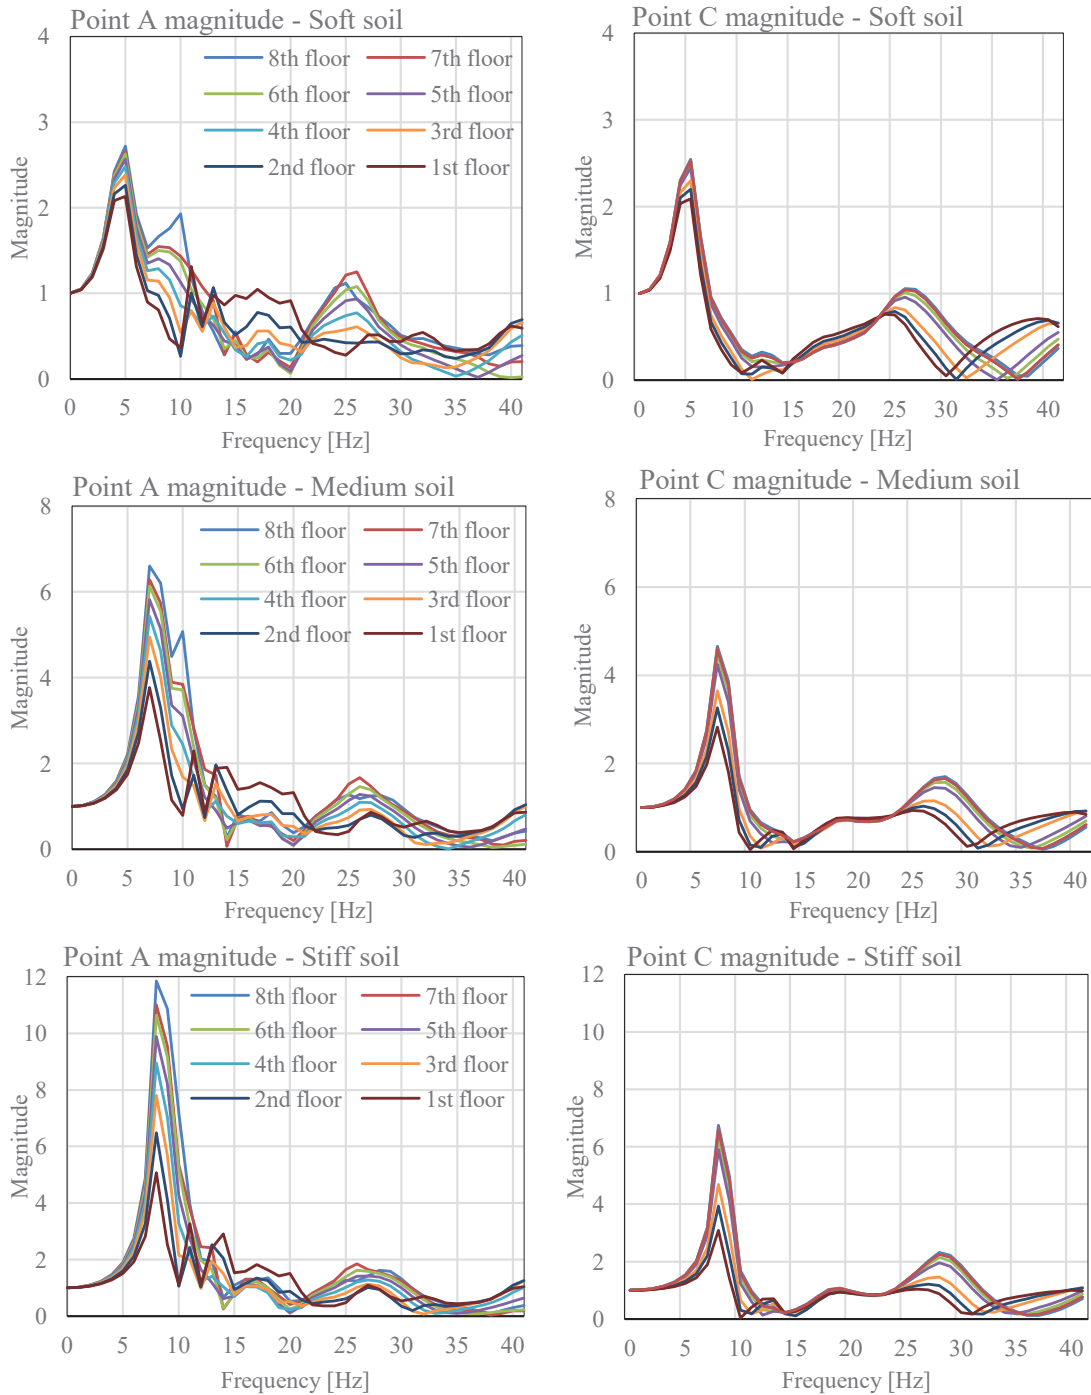 Point A magnitude - Soft soil
4
3
2
1
0
Magnitude
8th floor 7th floor
6th floor 5th floor
4th floor 3rd floor
2nd floor 1st floor
0 5 10 15 20 25 30 35 40
Frequency [Hz]
Point C magnitude - Soft soil
4
3
2
1
0
Magnitude
0 5 10 15 20 25 30 35 40
Frequency [Hz]
Point A magnitude - Medium soil
8
6
4
2
0
Magnitude
8th floor 7th floor
6th floor 5th floor
4th floor 3rd floor
2nd floor 1st floor
0 5 10 15 20 25 30 35 40
Frequency [Hz]
Point C magnitude - Medium soil
8
6
4
2
0
Magnitude
0 5 10 15 20 25 30 35 40
Frequency [Hz]
Point A magnitude - Stiff soil
12
10
8
6
4
2
0
Magnitude
8th floor 7th floor
6th floor 5th floor
4th floor 3rd floor
2nd floor 1st floor
0 5 10 15 20 25 30 35 40
Frequency [Hz]
Point C magnitude - Stiff soil
12
10
8
6
4
2
0
Magnitude
0 5 10 15 20 25 30 35 40
Frequency [Hz]